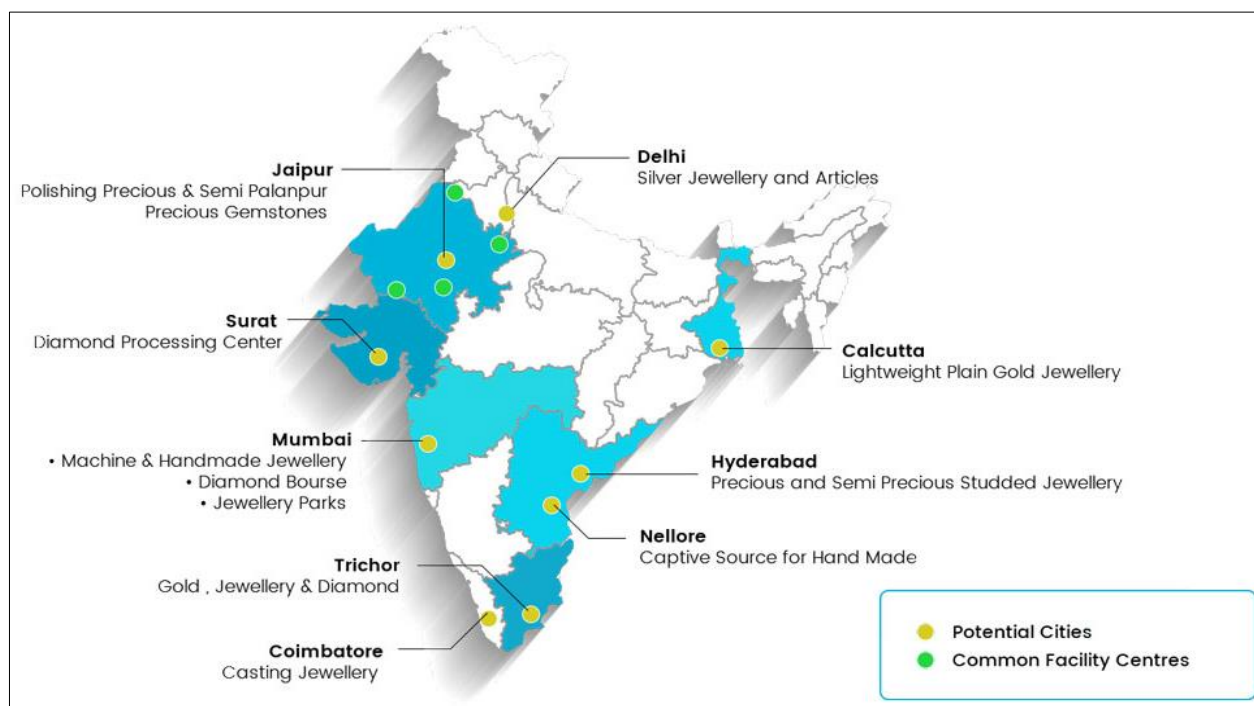 Jaipur
Polishing Precious & Semi Palanpur
Precious Gemstones
Delhi
Silver Jewellery and Articles
Surat
Diamond Processing Center
Calcutta
Lightweight Plain Gold Jewellery
Mumbai
• Machine & Handmade Jewellery
• Diamond Bourse
• Jewellery Parks
Hyderabad
Precious and Semi Precious Studded Jewellery
Nellore
Captive Source for Hand Made
Trichor
Gold , Jewellery & Diamond
Coimbatore
Casting Jewellery
Potential Cities
Common Facility Centres